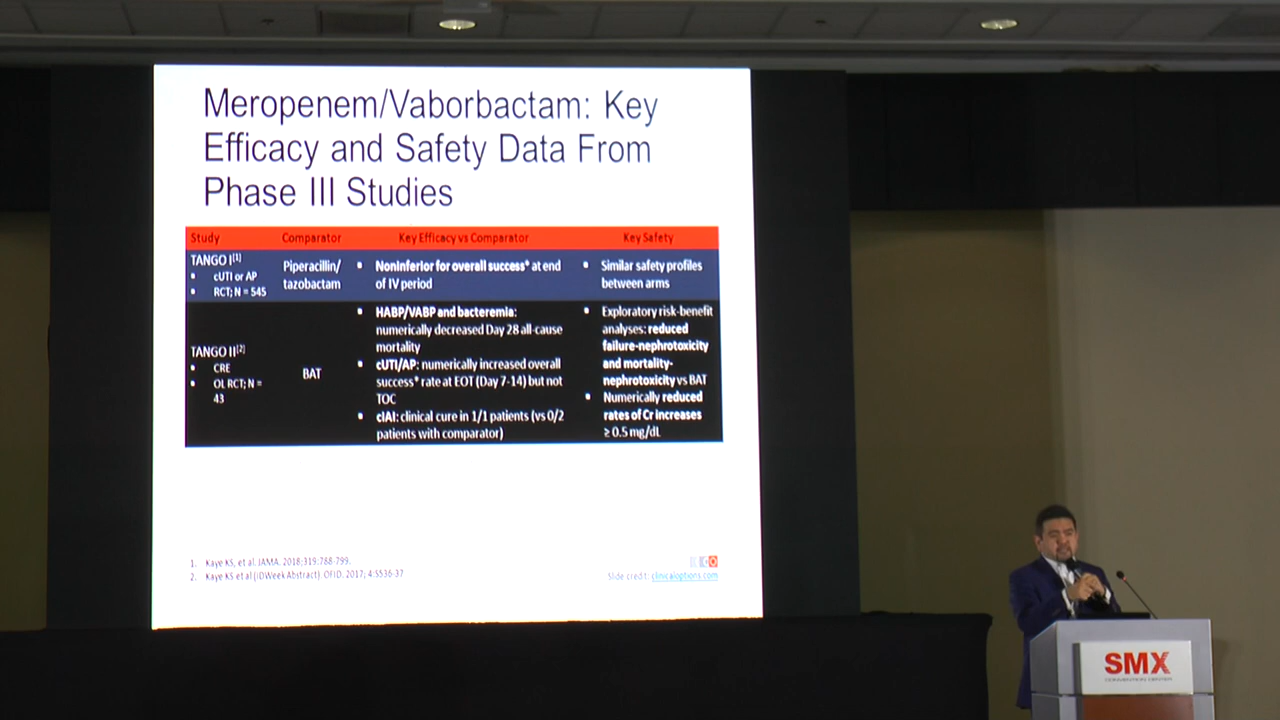 Meropenem/Vaborbactam: Key
Efficacy and Safety Data From
Phase III Studies
Study Comparator Key Efficacy vs Comparator Key Safety
TANGO I[1]
• cUTI or AP
• RCT; N = 545
Piperacillin/
tazobactam
• Noninferior for overall success* at end
of IV period
• Similar safety profiles
between arms
TANGO II[2]
• CRE
• OL RCT; N =
43
BAT
• HABP/VABP and bacteremia:
numerically decreased Day 28 all-cause
mortality
• cUTI/AP: numerically increased overall
success* rate at EOT (Day 7-14) but not
TOC
• cIAI: clinical cure in 1/1 patients (vs 0/2
patients with comparator)
• Exploratory risk-benefit
analyses: reduced
failure-nephrotoxicity
and mortality-
nephrotoxicity vs BAT
• Numerically reduced
rates of Cr increases
≥ 0.5 mg/dL
1. Kaye KS, et al. JAMA. 2018;319:788-799.
2. Kaye KS et al (IDWeek Abstract). OFID. 2017; 4:S536-37
CCO
Slide credit: clinicaloptions.com
SMX
CONVENTION CENTER